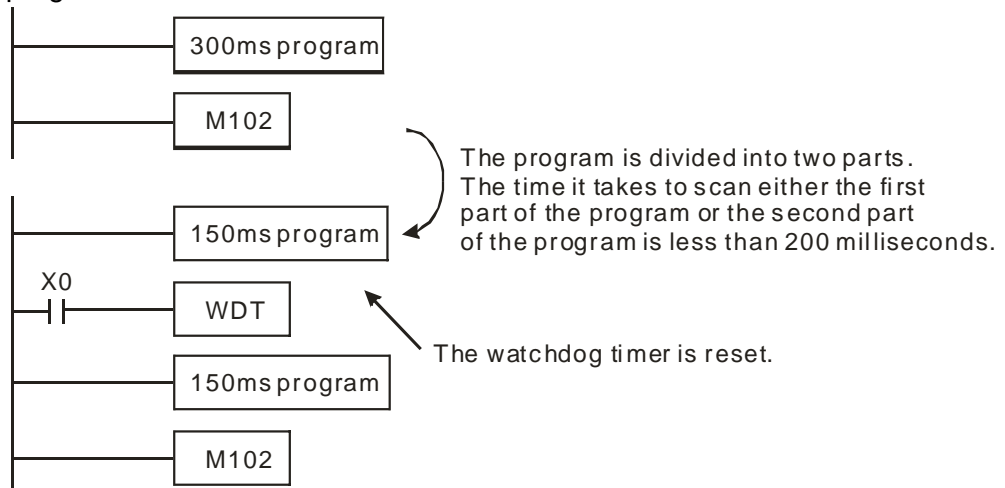 300ms program
M102
The program is divided into two parts.
The time it takes to scan either the first
part of the program or the second part
of the program is less than 200 milliseconds.
150ms program
X0
WDT
The watchdog timer is reset.
150ms program
M102